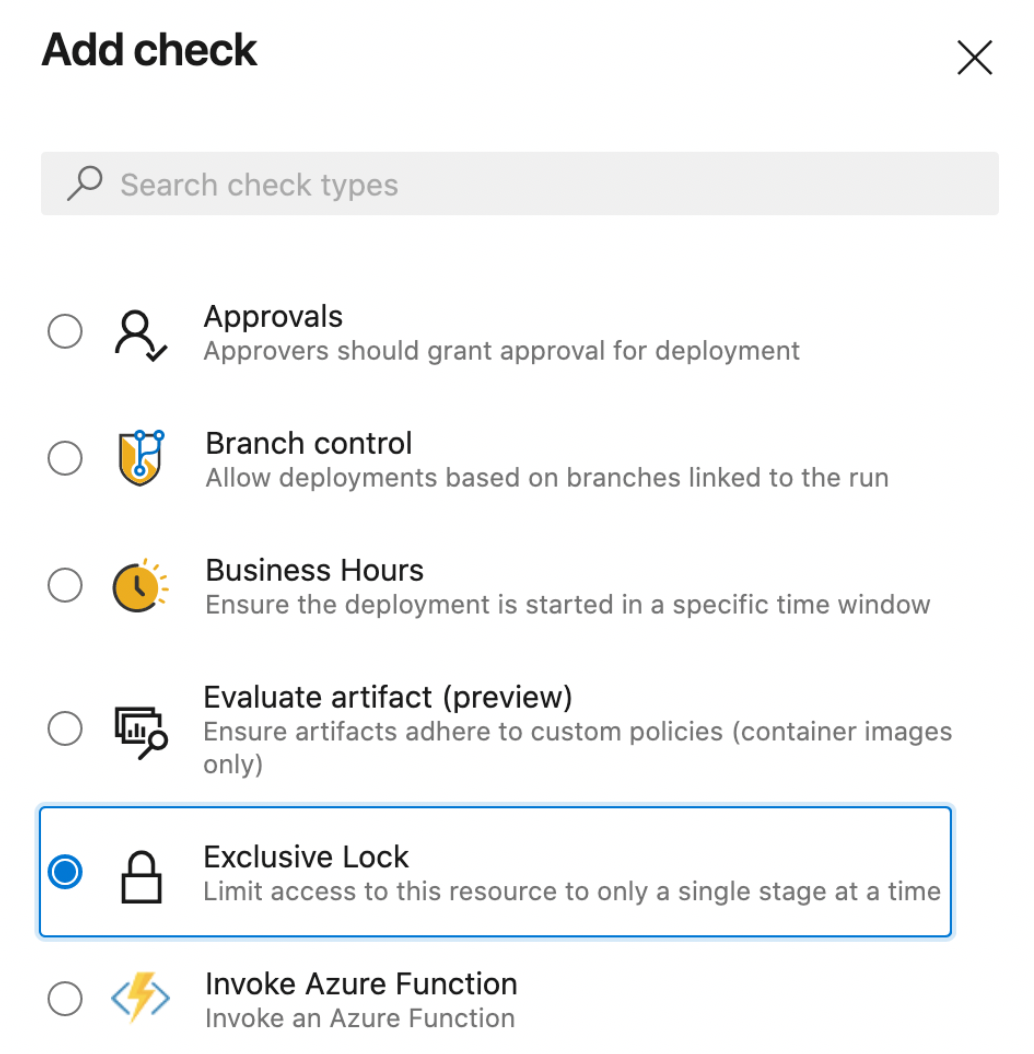 Add check
Search check types
Approvals
Approvers should grant approval for deployment
Branch control
Allow deployments based on branches linked to the run
Business Hours
Ensure the deployment is started in a specific time window
Evaluate artifact (preview)
Ensure artifacts adhere to custom policies (container images
only)
Exclusive Lock
Limit access to this resource to only a single stage at a time
Invoke Azure Function
Invoke an Azure Function